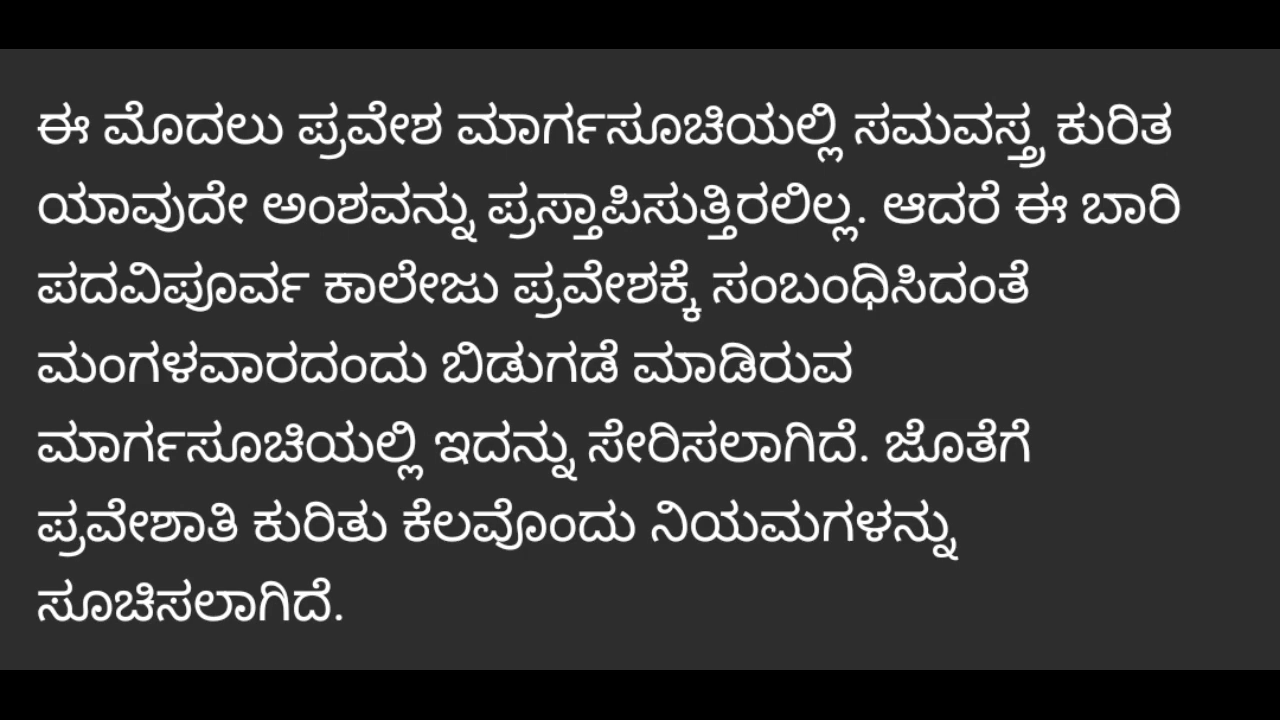 ಈ ಮೊದಲು ಪ್ರವೇಶ ಮಾರ್ಗಸೂಚಿಯಲ್ಲಿ ಸಮವಸ್ತ್ರ ಕುರಿತ
ಯಾವುದೇ ಅಂಶವನ್ನು ಪ್ರಸ್ತಾಪಿಸುತ್ತಿರಲಿಲ್ಲ. ಆದರೆ ಈ ಬಾರಿ
ಪದವಿಪೂರ್ವ ಕಾಲೇಜು ಪ್ರವೇಶಕ್ಕೆ ಸಂಬಂಧಿಸಿದಂತೆ
ಮಂಗಳವಾರದಂದು ಬಿಡುಗಡೆ ಮಾಡಿರುವ
ಮಾರ್ಗಸೂಚಿಯಲ್ಲಿ ಇದನ್ನು ಸೇರಿಸಲಾಗಿದೆ. ಜೊತೆಗೆ
ಪ್ರವೇಶಾತಿ ಕುರಿತು ಕೆಲವೊಂದು ನಿಯಮಗಳನ್ನು
ಸೂಚಿಸಲಾಗಿದೆ.